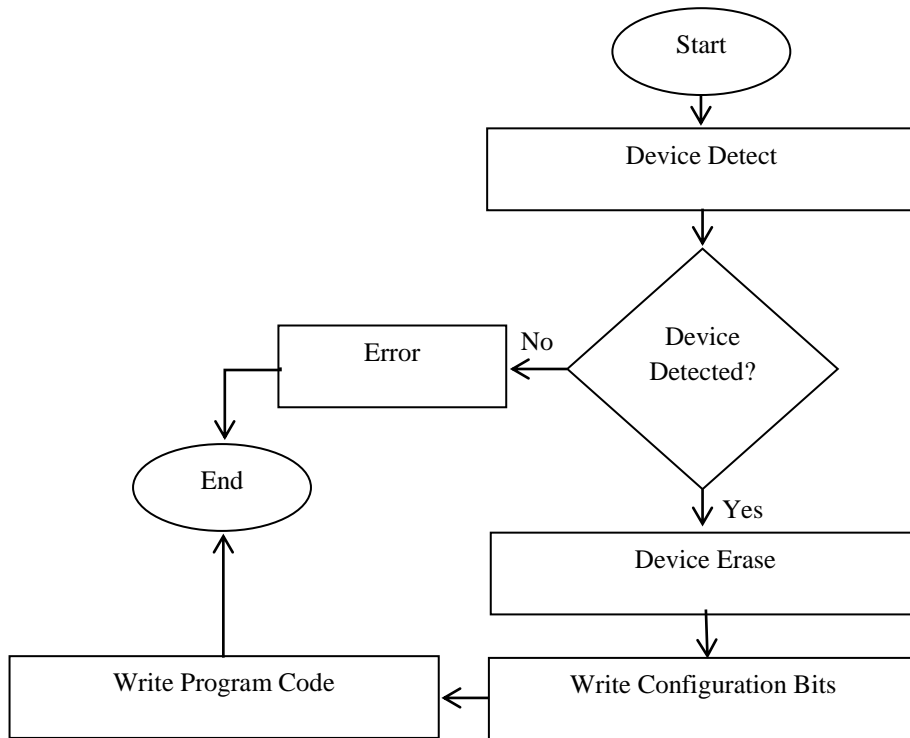 Start
Device Detect
Device
Detected?
No
Error
End
Yes
Device Erase
Write Configuration Bits
Write Program Code